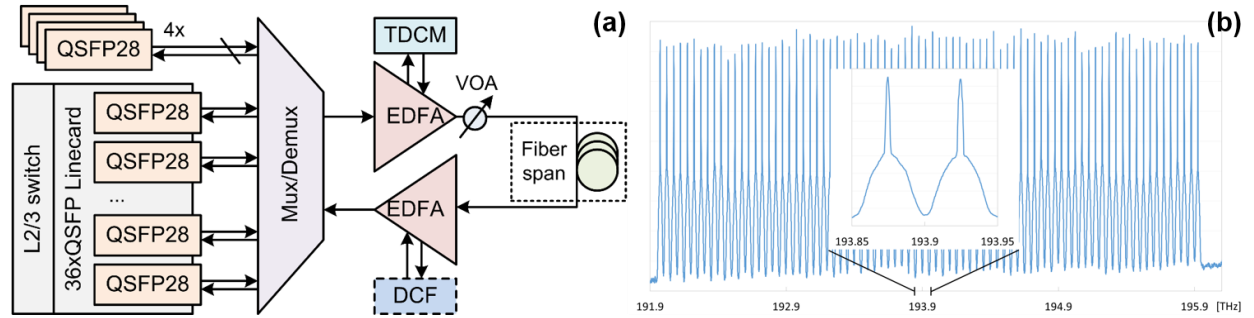 (a)
QSFP28
4x
L2/3 switch
36xQSFP Linecard
QSFP28
QSFP28
...
QSFP28
QSFP28
Mux/Demux
TDCM
EDFA
VOA
Fiber
span
EDFA
DCF
(b)
193.85
193.9
193.95
191.9
192.9
193.9
194.9
195.9
[THz]